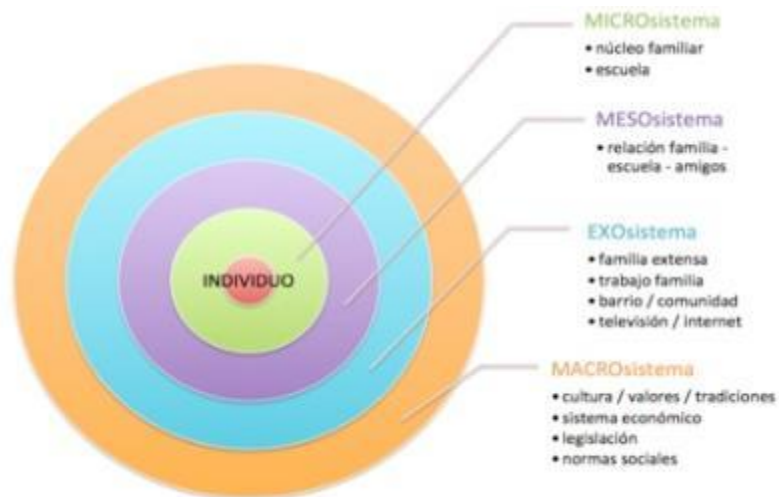 MICROsistema
• núcleo familiar
• escuela
MESOsistema
• relación familia -
escuela - amigos
EXOsistema
• familia extensa
• trabajo familia
• barrio / comunidad
• televisión / internet
INDIVIDUO
MACROsistema
• cultura / valores / tradiciones
• sistema económico
• legislación
• normas sociales